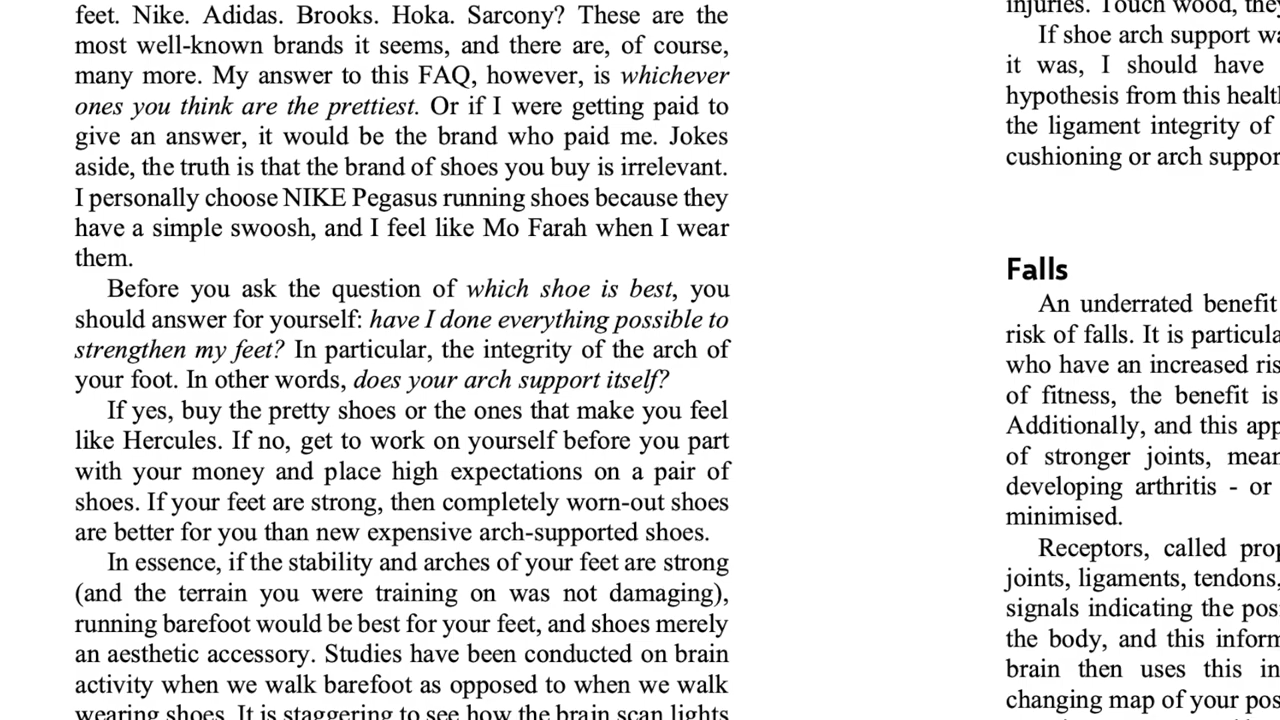 feet. Nike. Adidas. Brooks. Hoka. Sarcony? These are the
most well-known brands it seems, and there are, of course,
many more. My answer to this FAQ, however, is whichever
ones you think are the prettiest. Or if I were getting paid to
give an answer, it would be the brand who paid me. Jokes
aside, the truth is that the brand of shoes you buy is irrelevant.
I personally choose NIKE Pegasus running shoes because they
have a simple swoosh, and I feel like Mo Farah when I wear
them.
Before you ask the question of which shoe is best, you
should answer for yourself: have I done everything possible to
strengthen my feet? In particular, the integrity of the arch of
your foot. In other words, does your arch support itself?
If yes, buy the pretty shoes or the ones that make you feel
like Hercules. If no, get to work on yourself before you part
with your money and place high expectations on a pair of
shoes. If your feet are strong, then completely worn-out shoes
are better for you than new expensive arch-supported shoes.
In essence, if the stability and arches of your feet are strong
(and the terrain you were training on was not damaging),
running barefoot would be best for your feet, and shoes merely
an aesthetic accessory. Studies have been conducted on brain
activity when we walk barefoot as opposed to when we walk
wearing shoes. It is staggering to see how the brain scan lights
injuries. Touch wood, they
If shoe arch support
it was, I should have
hypothesis from this
the ligament integrity of
cushioning or arch
Falls
An underrated benefit
risk of falls. It is
who have an increased
of fitness, the benefit is
Additionally, and this
of stronger joints,
developing arthritis - or
minimised.
Receptors, called
joints, ligaments, tendons,
signals indicating the
the body, and this
brain then uses this
changing map of your